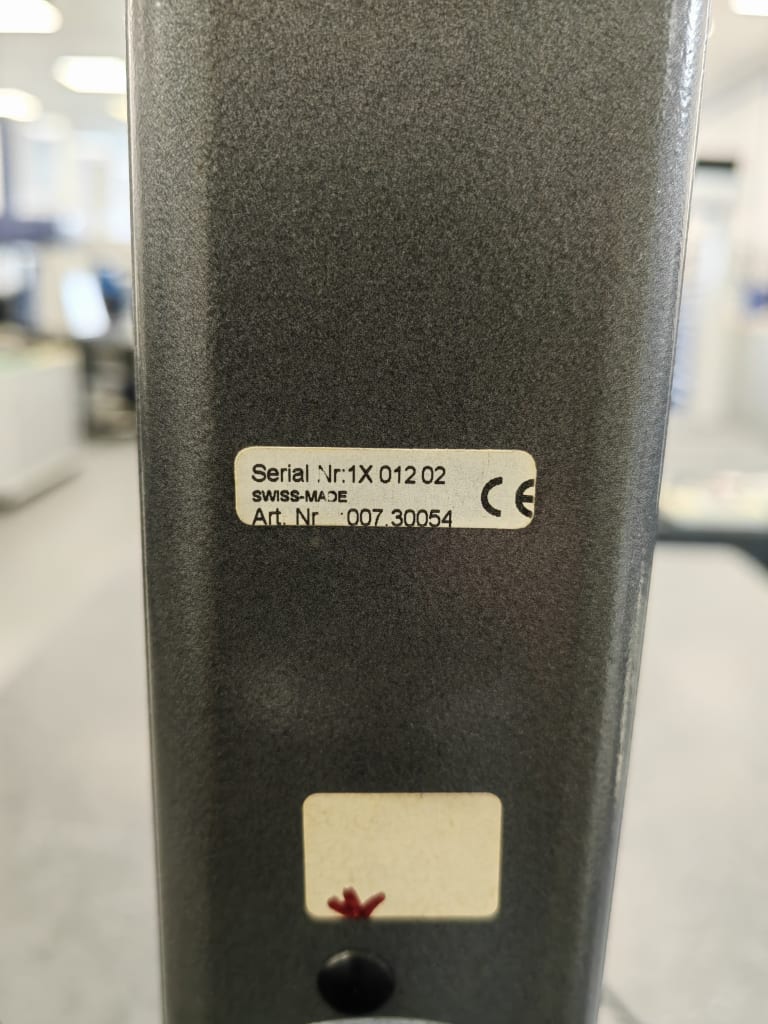 Serial Nr:1X 012 02
SWISS-MADE
Art. Nr :007.30054
CE